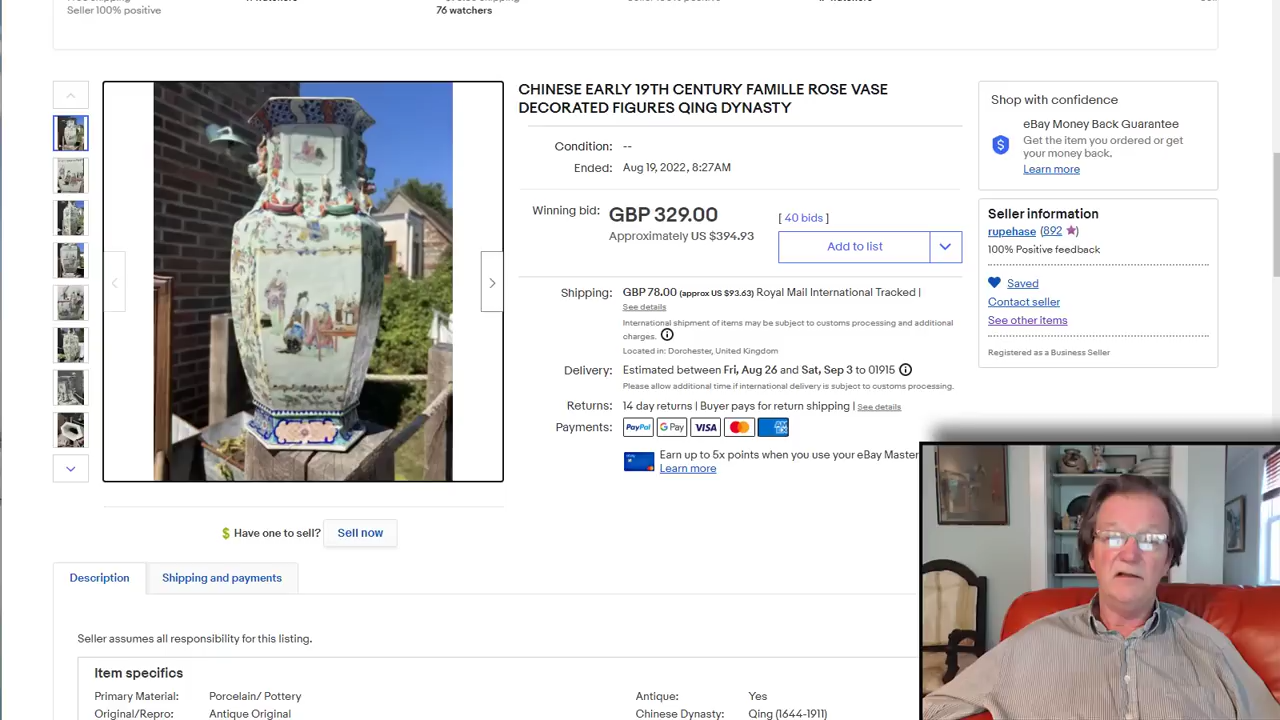 Seller 100% positive
76 watchers
CHINESE EARLY 19TH CENTURY FAMILLE ROSE VASE
DECORATED FIGURES QING DYNASTY
Condition: --
Ended: Aug 19, 2022, 8:27AM
Winning bid: GBP 329.00 [ 40 bids ]
Approximately US $394.93
Add to list
Shipping: GBP 78.00 (approx US $93.63) Royal Mail International Tracked |
See details
International shipment of items may be subject to customs processing and additional
charges.
Located in: Dorchester, United Kingdom
Delivery: Estimated between Fri, Aug 26 and Sat, Sep 3 to 01915
Please allow additional time if international delivery is subject to customs processing.
Returns: 14 day returns | Buyer pays for return shipping | See details
Payments: PayPal G Pay VISA
Earn up to 5x points when you use your eBay Master
Learn more
Shop with confidence
eBay Money Back Guarantee
Get the item you ordered or get
your money back.
Learn more
Seller information
rupehase (892)
100% Positive feedback
Saved
Contact seller
See other items
Registered as a Business Seller
Have one to sell? Sell now
Description
Shipping and payments
Seller assumes all responsibility for this listing.
Item specifics
Primary Material: Porcelain/ Pottery
Antique: Yes
Original/Repro: Antique Original
Chinese Dynasty: Qing (1644-1911)